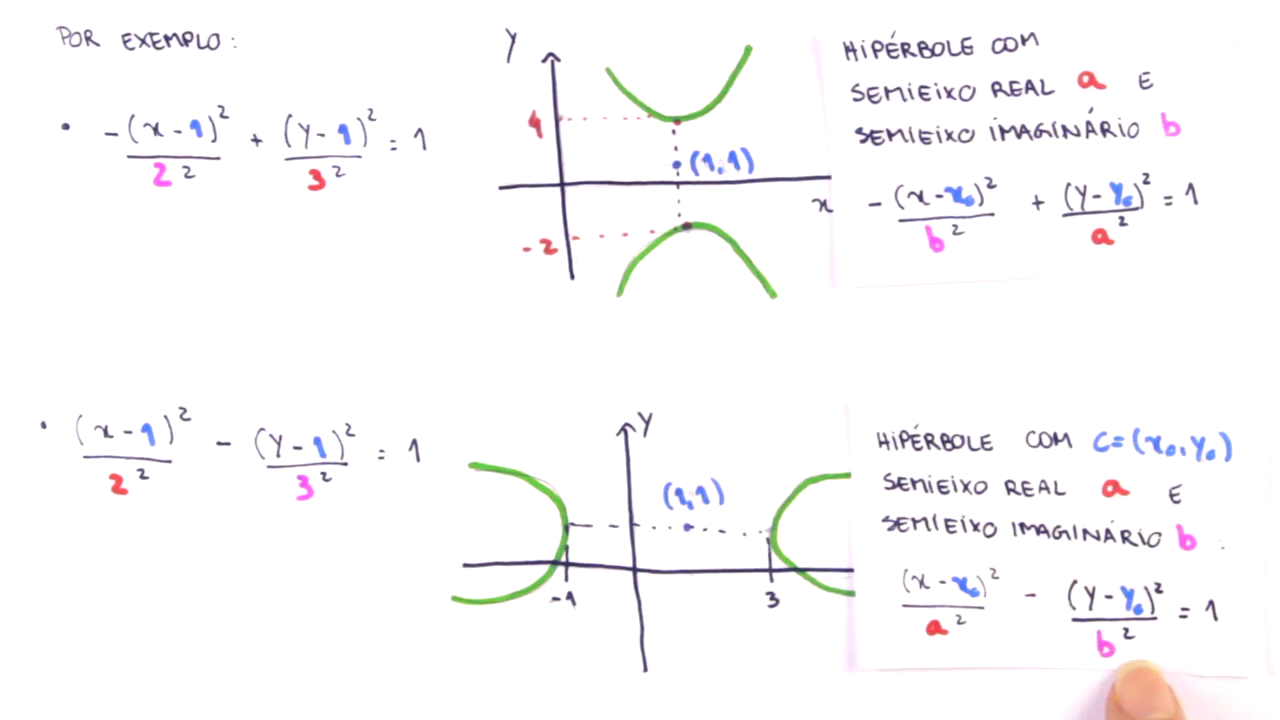 POR EXEMPLO:
• -(x-1)²/2² + (y-1)²/3² = 1
y
4
(1,1)
x
-2
HIPÉRBOLE COM
SEMIEIXO REAL a E
SEMIEIXO IMAGINÁRIO b
-(x-x₀)²/b² + (y-y₀)²/a² = 1
• (x-1)²/2² - (y-1)²/3² = 1
y
(1,1)
-1
3
HIPÉRBOLE COM C=(x₀,y₀)
SEMIEIXO REAL a E
SEMIEIXO IMAGINÁRIO b :
(x-x₀)²/a² - (y-y₀)²/b² = 1